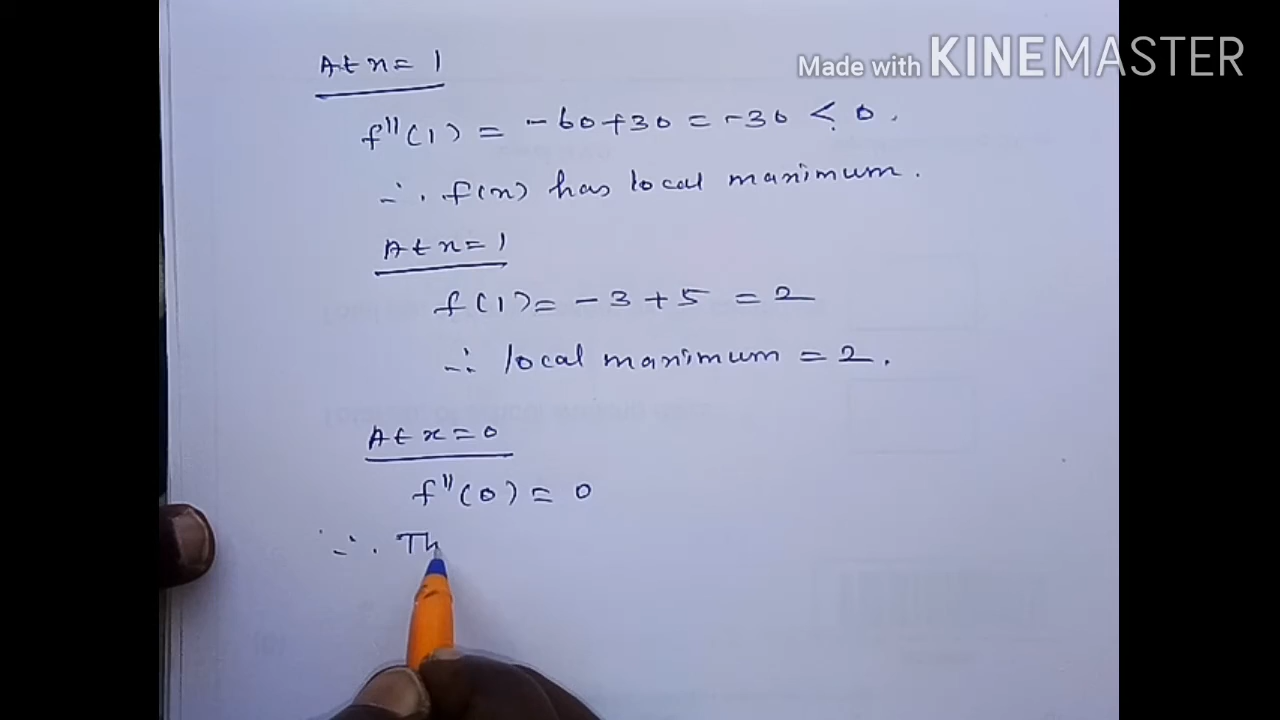 Made with KINEMASTER
At x = 1
f''(1) = -60+30 = -30 < 0.
∴ f(x) has local maximum.
At x = 1
f(1) = -3 + 5 = 2
∴ local maximum = 2.
At x = 0
f''(0) = 0
∴ Th